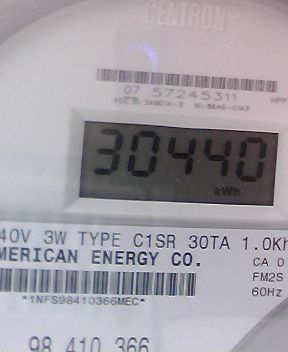 CENTRON®
07 57245311
30440
kWh
40V 3W TYPE C1SR 30TA 1.0Kh
MERICAN ENERGY CO.
CA 0
FM2S
60Hz
*1NFS98410366MEC*
98 410 366